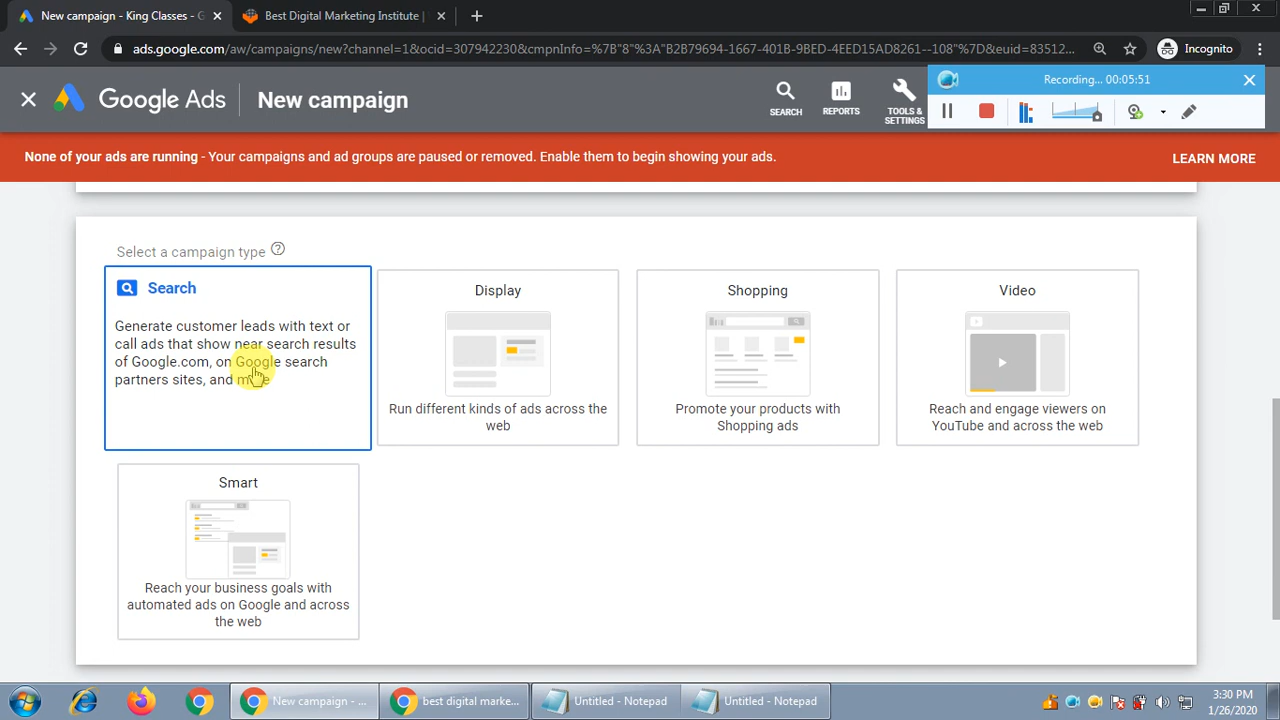 New campaign - King Classes - G
Best Digital Marketing Institute |
ads.google.com/aw/campaigns/new?channel=1&ocid=307942230&cmpnInfo=%7B"8"%3A"B2B79694-1667-401B-9BED-4EED15AD8261--108"%7D&euid=83512...
Incognito
Google Ads
New campaign
SEARCH
REPORTS
TOOLS &
SETTINGS
Recording... 00:05:51
None of your ads are running - Your campaigns and ad groups are paused or removed. Enable them to begin showing your ads.
LEARN MORE
Select a campaign type
Search
Generate customer leads with text or
call ads that show near search results
of Google.com, on Google search
partners sites, and more
Display
Run different kinds of ads across the
web
Shopping
Promote your products with
Shopping ads
Video
Reach and engage viewers on
YouTube and across the web
Smart
Reach your business goals with
automated ads on Google and across
the web
New campaign - ...
best digital marke...
Untitled - Notepad
Untitled - Notepad
3:30 PM
1/26/2020